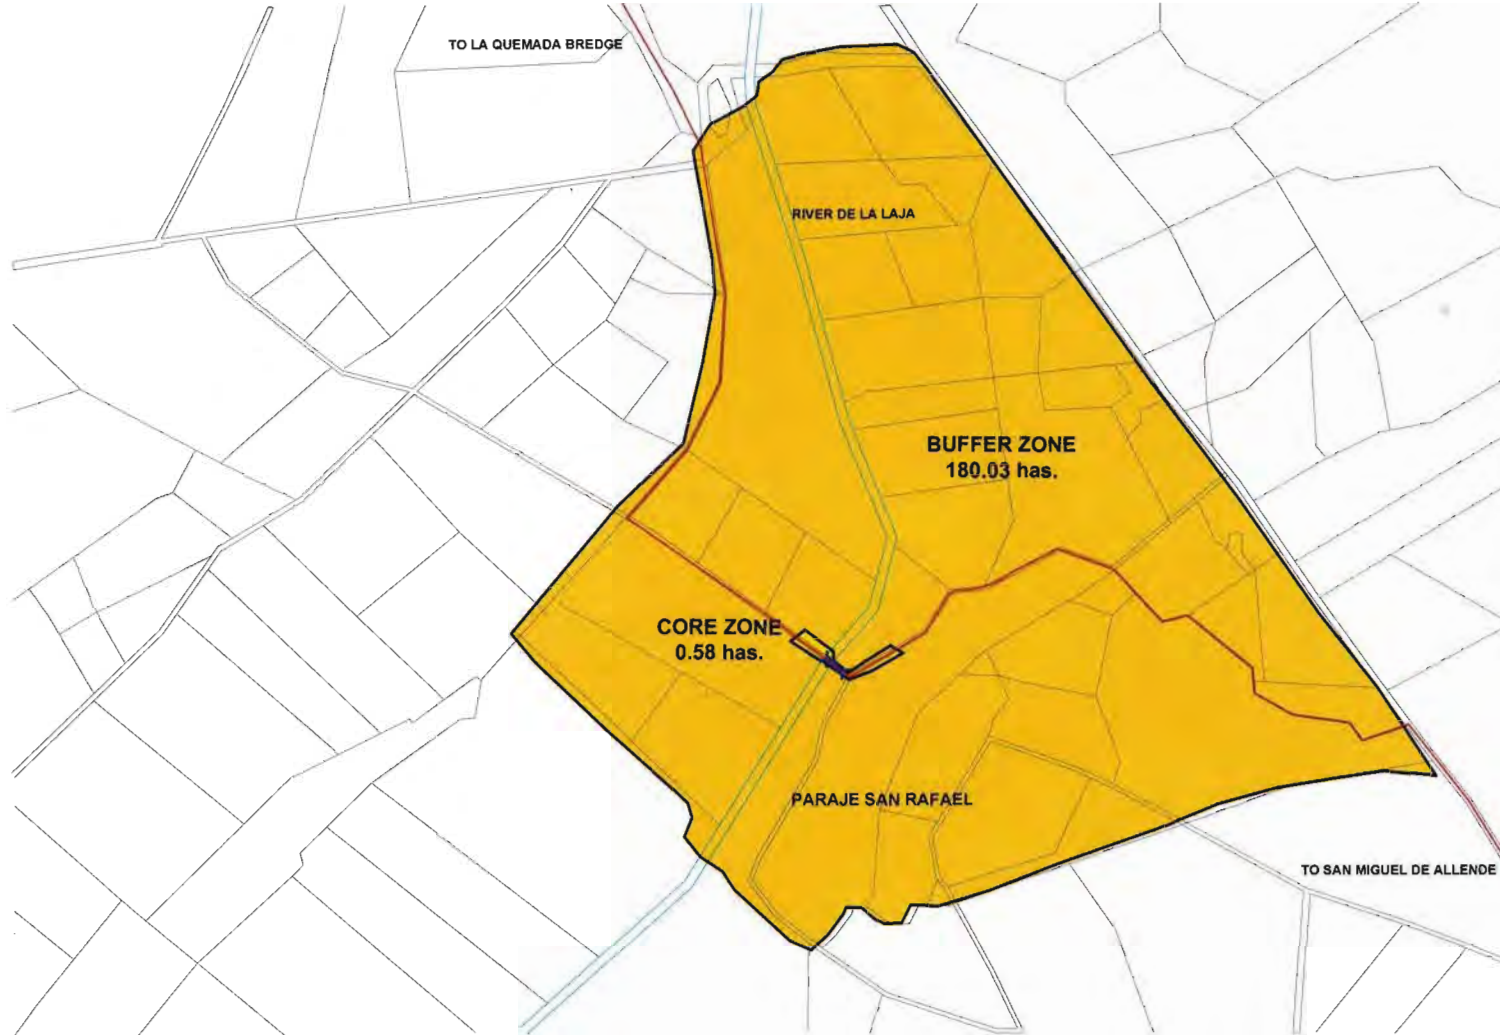 TO LA QUEMADA BREDGE
RIVER DE LA LAJA
BUFFER ZONE
180.03 has.
CORE ZONE
0.58 has.
PARAJE SAN RAFAEL
TO SAN MIGUEL DE ALLENDE